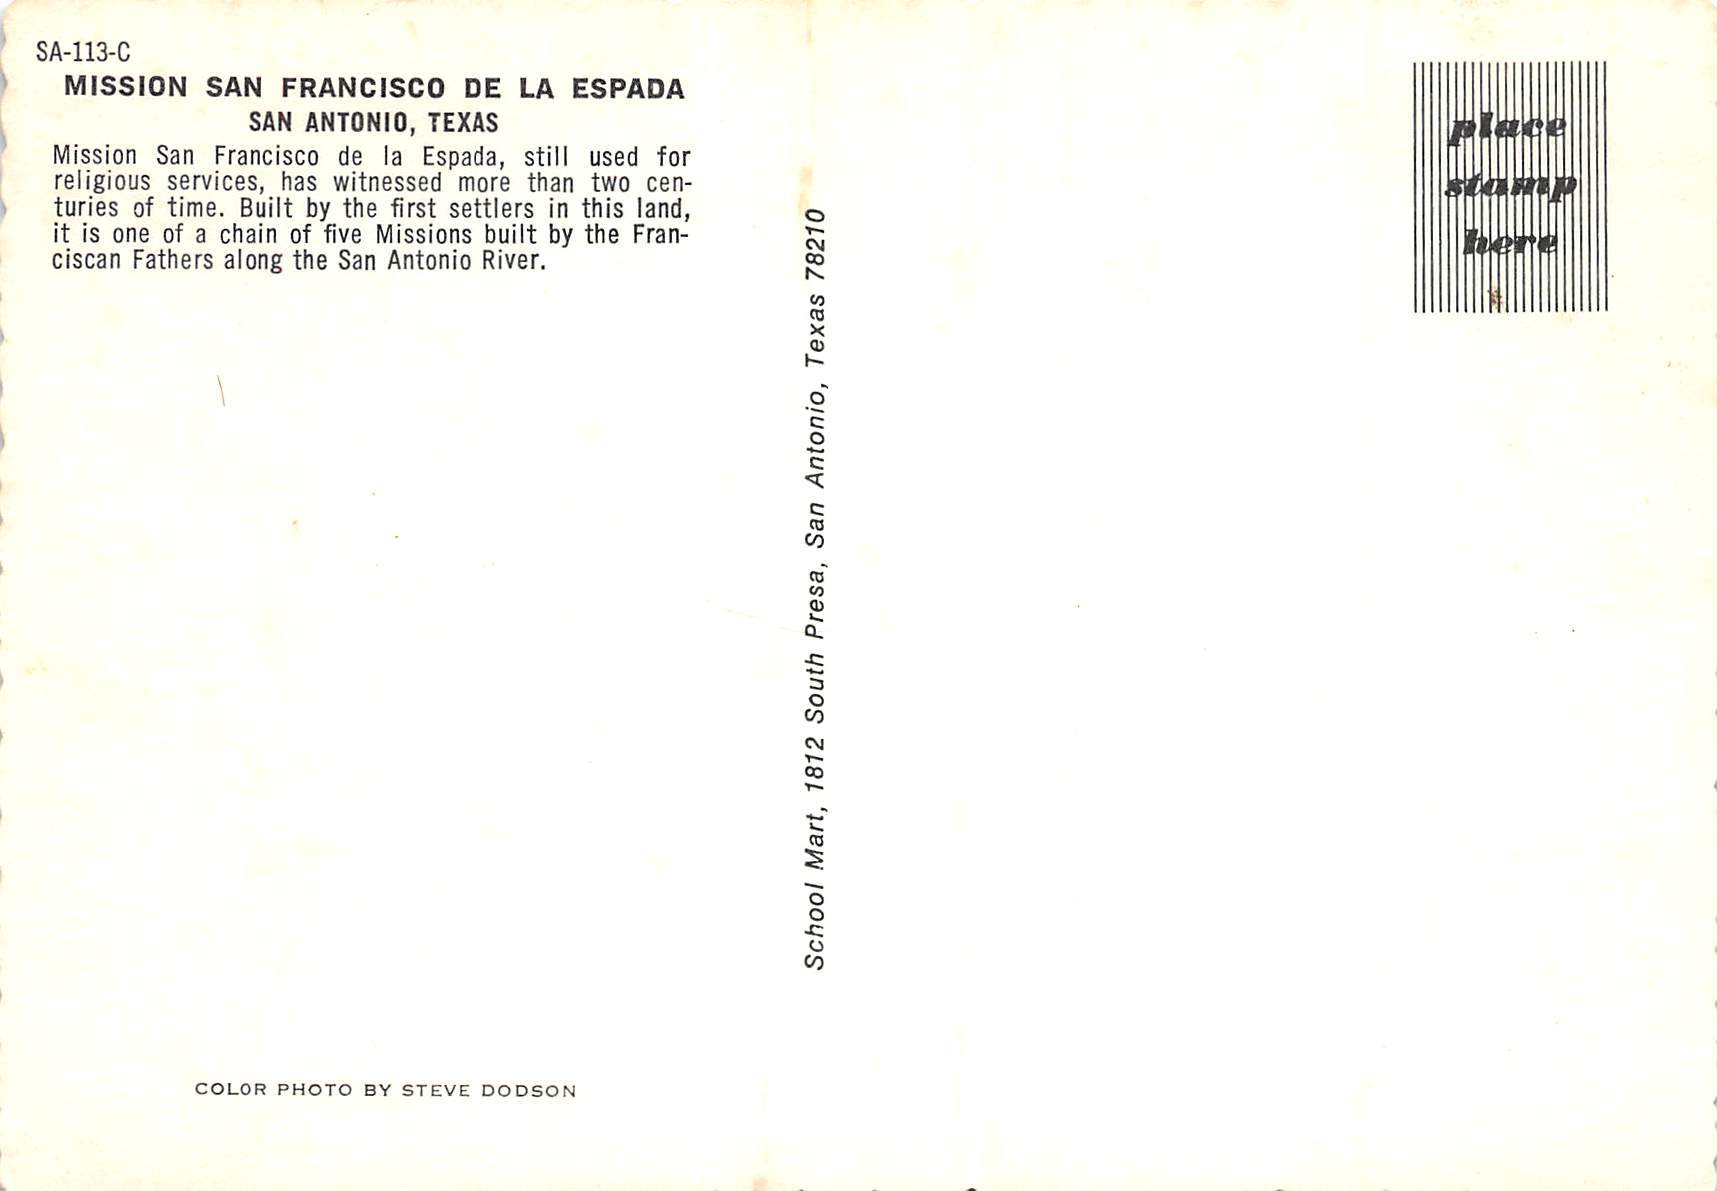 SA-113-C
MISSION SAN FRANCISCO DE LA ESPADA
SAN ANTONIO, TEXAS
Mission San Francisco de la Espada, still used for
religious services, has witnessed more than two cen-
turies of time. Built by the first settlers in this land,
it is one of a chain of five Missions built by the Fran-
ciscan Fathers along the San Antonio River.
COLOR PHOTO BY STEVE DODSON
School Mart, 1812 South Presa, San Antonio, Texas 78210
place
stamp
here